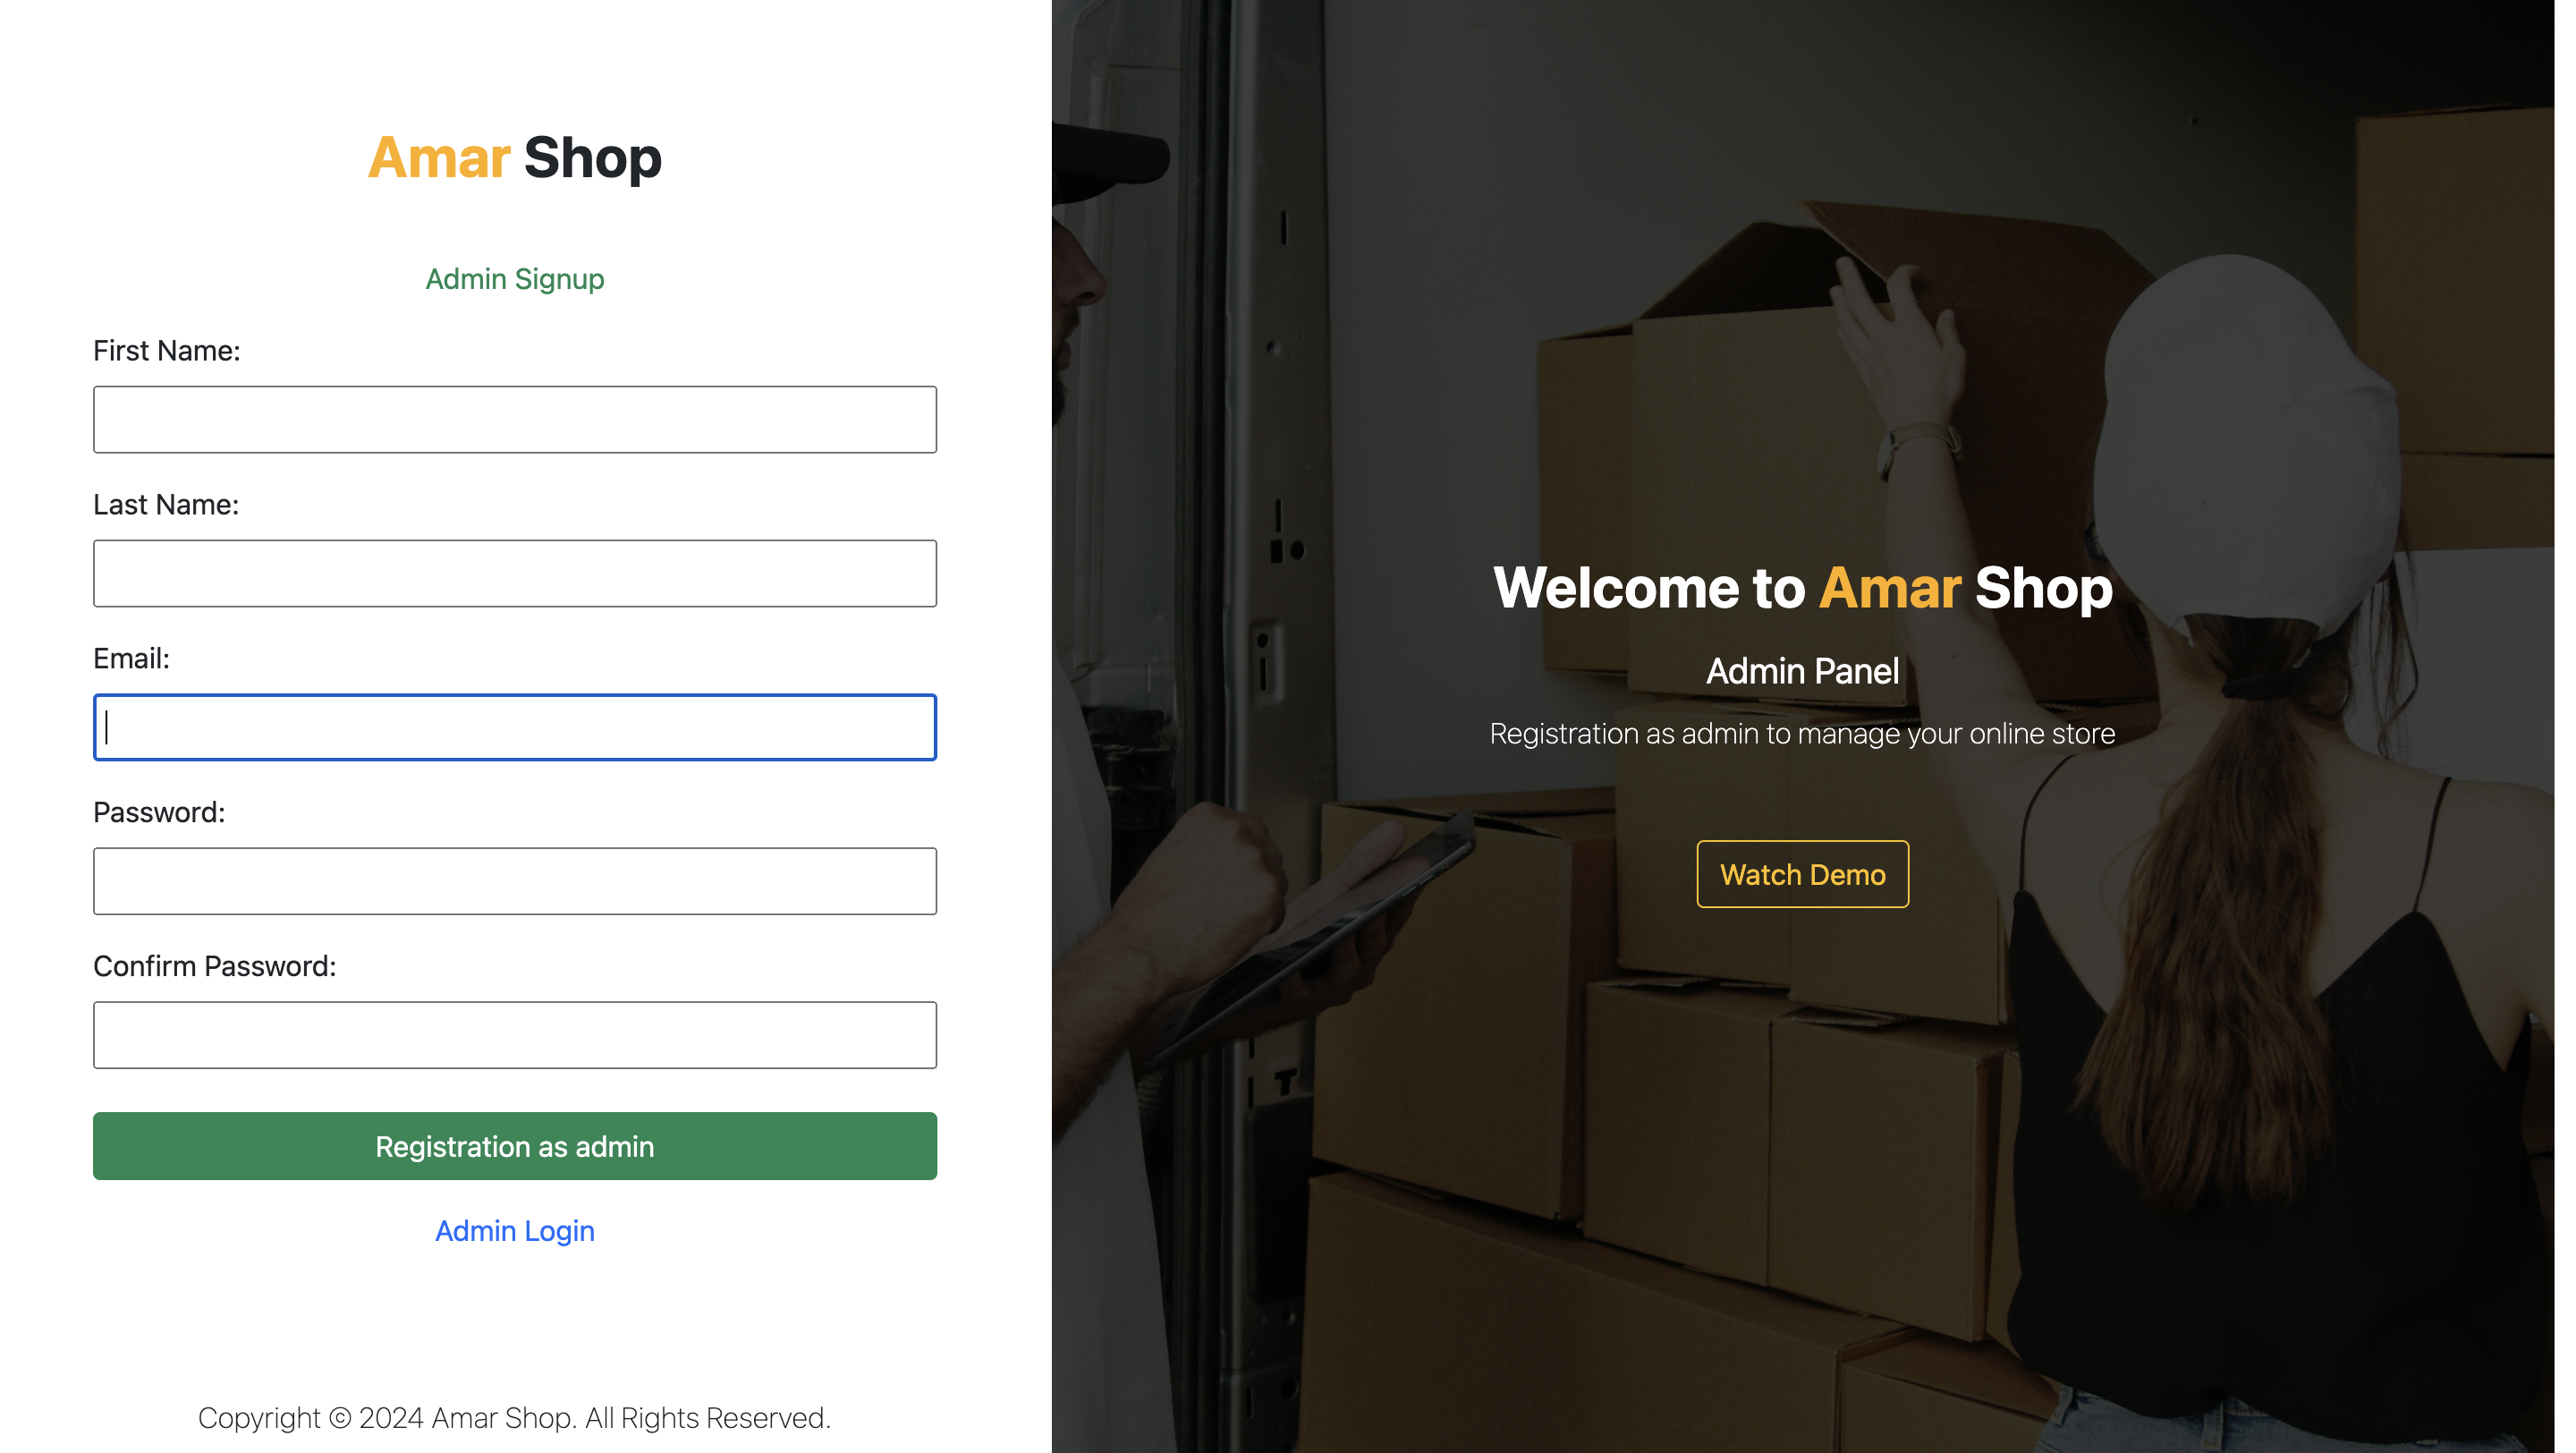 Amar Shop
Admin Signup
First Name:
Last Name:
Email:
Password:
Confirm Password:
Registration as admin
Admin Login
Copyright © 2024 Amar Shop. All Rights Reserved.
Welcome to Amar Shop
Admin Panel
Registration as admin to manage your online store
Watch Demo